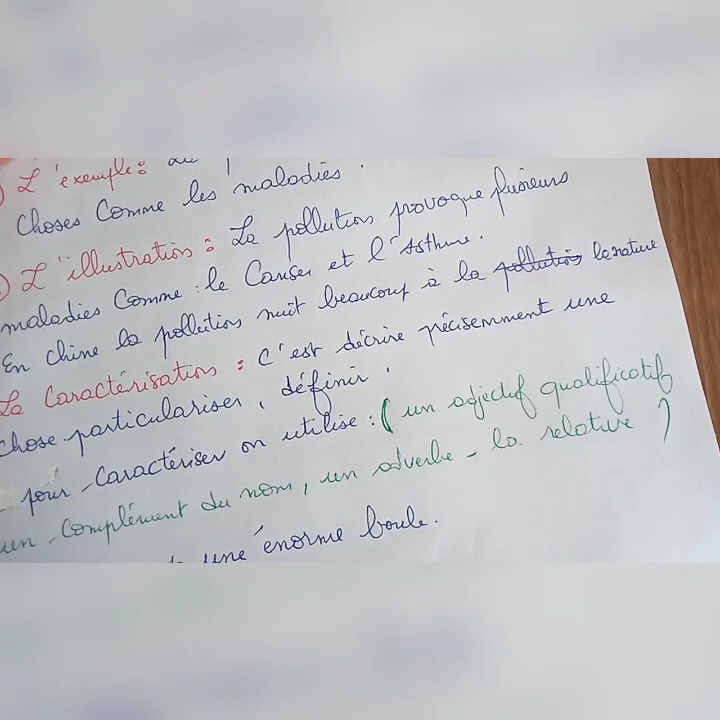 ) L'exemple:
Choses comme les maladies.
) L'illustration : La pollution provoque plusieurs
maladies Comme : le Cancer et l'Asthme.
En chine la pollution nuit beaucoup à la pollution la nature
La Caractérisation : C'est décrire précisemment une
chose particulariser, définir.
pour caractériser on utilise : ( un adjectif qualificatif
un complément du nom, un adverbe - la relative )
une énorme boule.